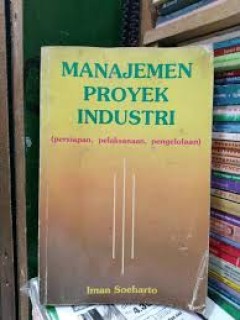 MANAJEMEN
PROYEK
INDUSTRI
(persiapan, pelaksanaan, pengelolaan)
Iman Soeharto